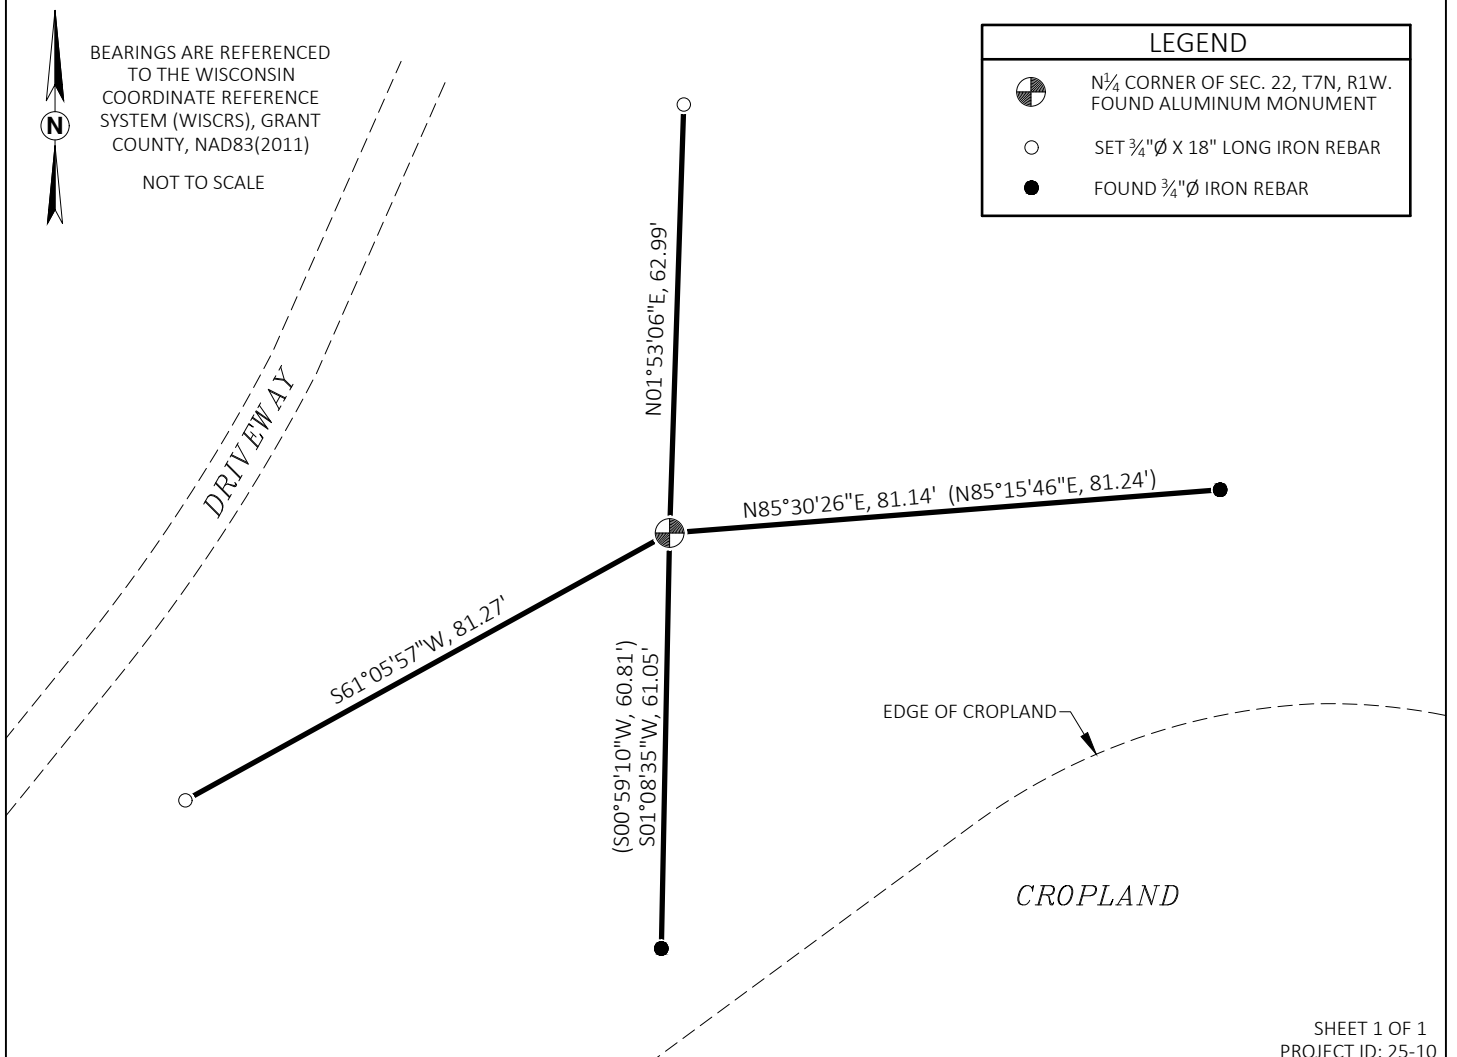 BEARINGS ARE REFERENCED
TO THE WISCONSIN
COORDINATE REFERENCE
SYSTEM (WISCRS), GRANT
COUNTY, NAD83(2011)
N
NOT TO SCALE
LEGEND
N¼ CORNER OF SEC. 22, T7N, R1W.
FOUND ALUMINUM MONUMENT
SET ¾"Ø X 18" LONG IRON REBAR
FOUND ¾"Ø IRON REBAR
N01°53'06"E, 62.99'
DRIVEWAY
N85°30'26"E, 81.14' (N85°15'46"E, 81.24')
S61°05'57"W, 81.27'
(S00°59'10"W, 60.81')
S01°08'35"W, 61.05'
EDGE OF CROPLAND
CROPLAND
SHEET 1 OF 1
PROJECT ID: 25-10